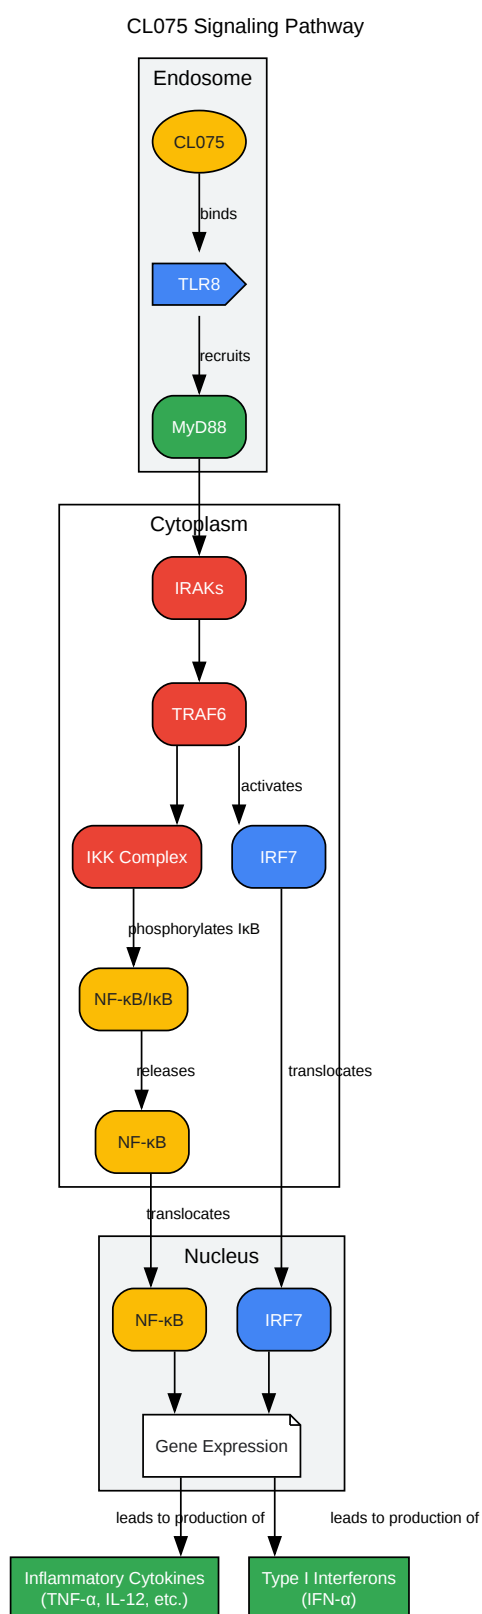 CL075 Signaling Pathway
Endosome
CL075
binds
TLR8
recruits
MyD88
Cytoplasm
IRAKs
TRAF6
activates
IKK Complex
IRF7
phosphorylates IκB
NF-κB/IκB
releases
translocates
NF-κB
translocates
Nucleus
NF-κB
IRF7
Gene Expression
leads to production of
leads to production of
Inflammatory Cytokines
(TNF-α, IL-12, etc.)
Type I Interferons
(IFN-α)